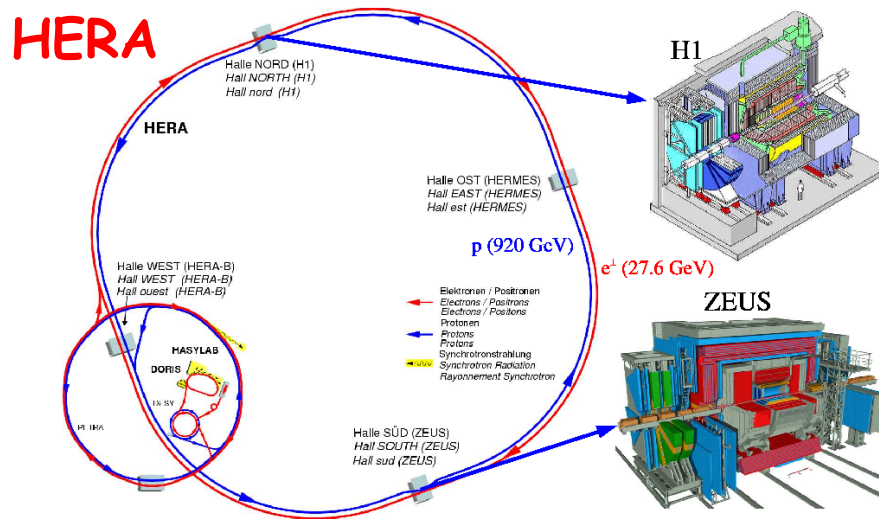 HERA
Halle NORD (H1)
Hall NORTH (H1)
Hall nord (H1)
HERA
H1
Halle OST (HERMES)
Hall EAST (HERMES)
Hall est (HERMES)
p (920 GeV)
e± (27.6 GeV)
Halle WEST (HERA-B)
Hall WEST (HERA-B)
Hall ouest (HERA-B)
Elektronen / Positronen
Electrons / Positrons
Electrons / Positons
Protonen
Protons
Protons
Synchrotronstrahlung
Synchrotron Radiation
Rayonnement Synchrotron
ZEUS
HASYLAB
DORIS
PETRA
Halle SÜD (ZEUS)
Hall SOUTH (ZEUS)
Hall sud (ZEUS)